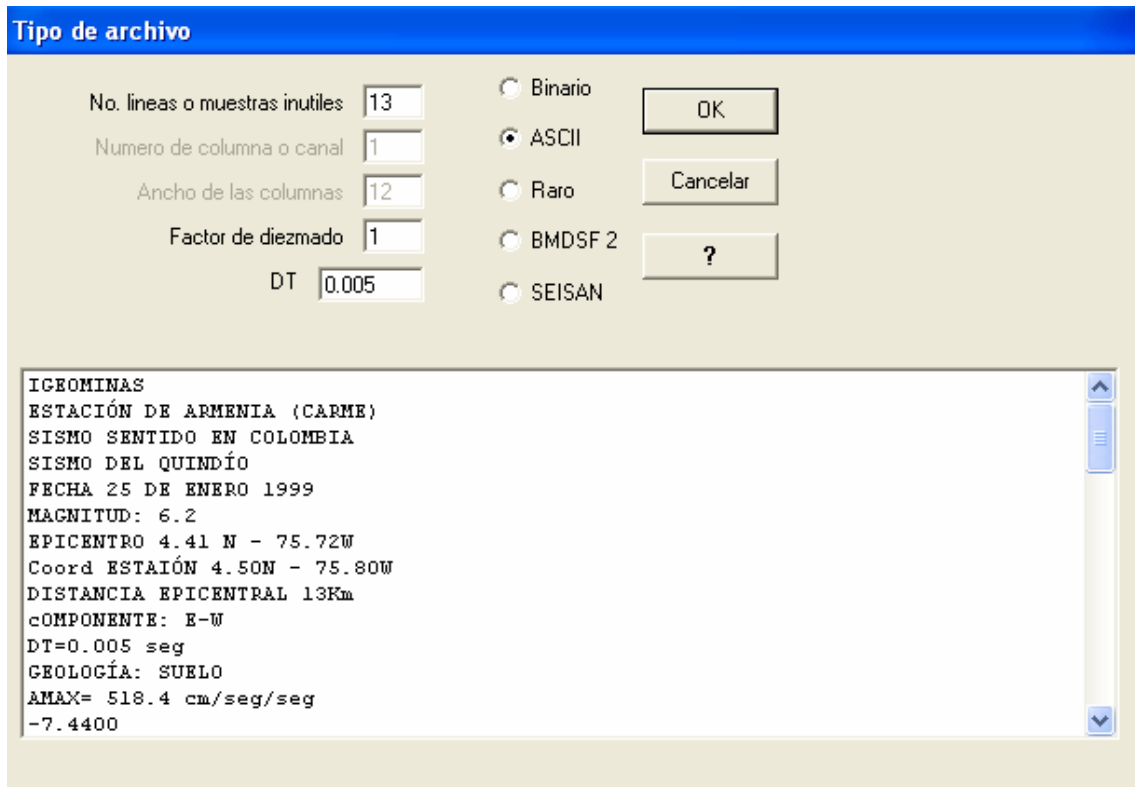 Tipo de archivo
No. lineas o muestras inutiles 13
Numero de columna o canal 1
Ancho de las columnas 12
Factor de diezmado 1
DT 0.005
Binario
ASCII
Raro
BMDSF 2
SEISAN
OK
Cancelar
?
IGEOMINAS
ESTACIÓN DE ARMENIA (CARME)
SISMO SENTIDO EN COLOMBIA
SISMO DEL QUINDÍO
FECHA 25 DE ENERO 1999
MAGNITUD: 6.2
EPICENTRO 4.41 N - 75.72W
Coord ESTAIÓN 4.50N - 75.80W
DISTANCIA EPICENTRAL 13Km
cOMPONENTE: E-W
DT=0.005 seg
GEOLOGÍA: SUELO
AMAX= 518.4 cm/seg/seg
-7.4400